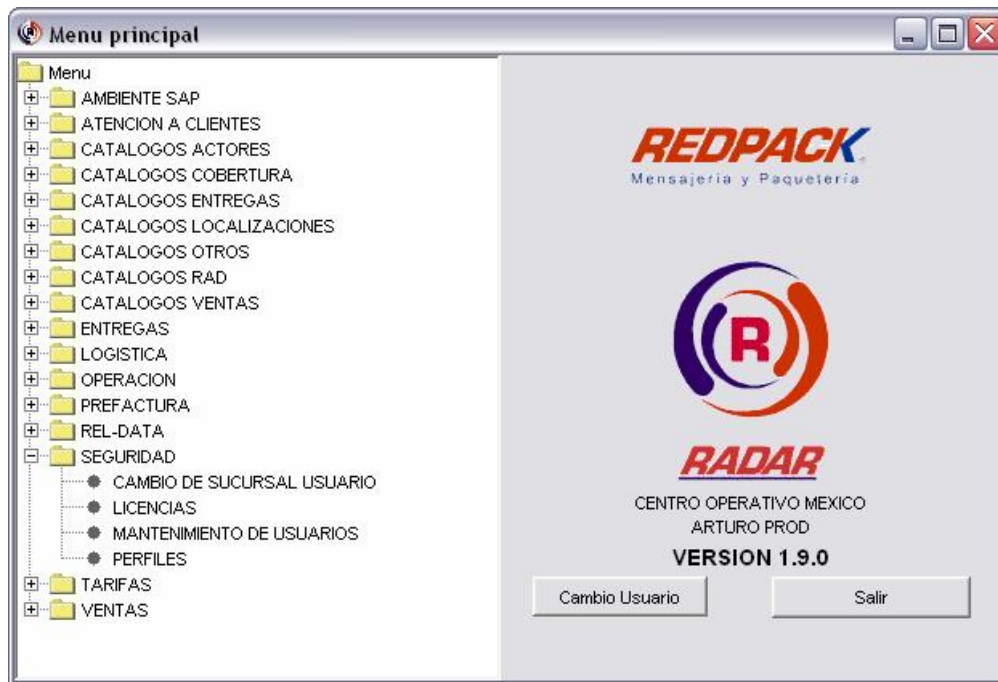 Menu principal
Menu
AMBIENTE SAP
ATENCION A CLIENTES
CATALOGOS ACTORES
CATALOGOS COBERTURA
CATALOGOS ENTREGAS
CATALOGOS LOCALIZACIONES
CATALOGOS OTROS
CATALOGOS RAD
CATALOGOS VENTAS
ENTREGAS
LOGISTICA
OPERACION
PREFACTURA
REL-DATA
SEGURIDAD
CAMBIO DE SUCURSAL USUARIO
LICENCIAS
MANTENIMIENTO DE USUARIOS
PERFILES
TARIFAS
VENTAS
REDPACK
Mensajería y Paquetería
R
RADAR
CENTRO OPERATIVO MEXICO
ARTURO PROD
VERSION 1.9.0
Cambio Usuario
Salir